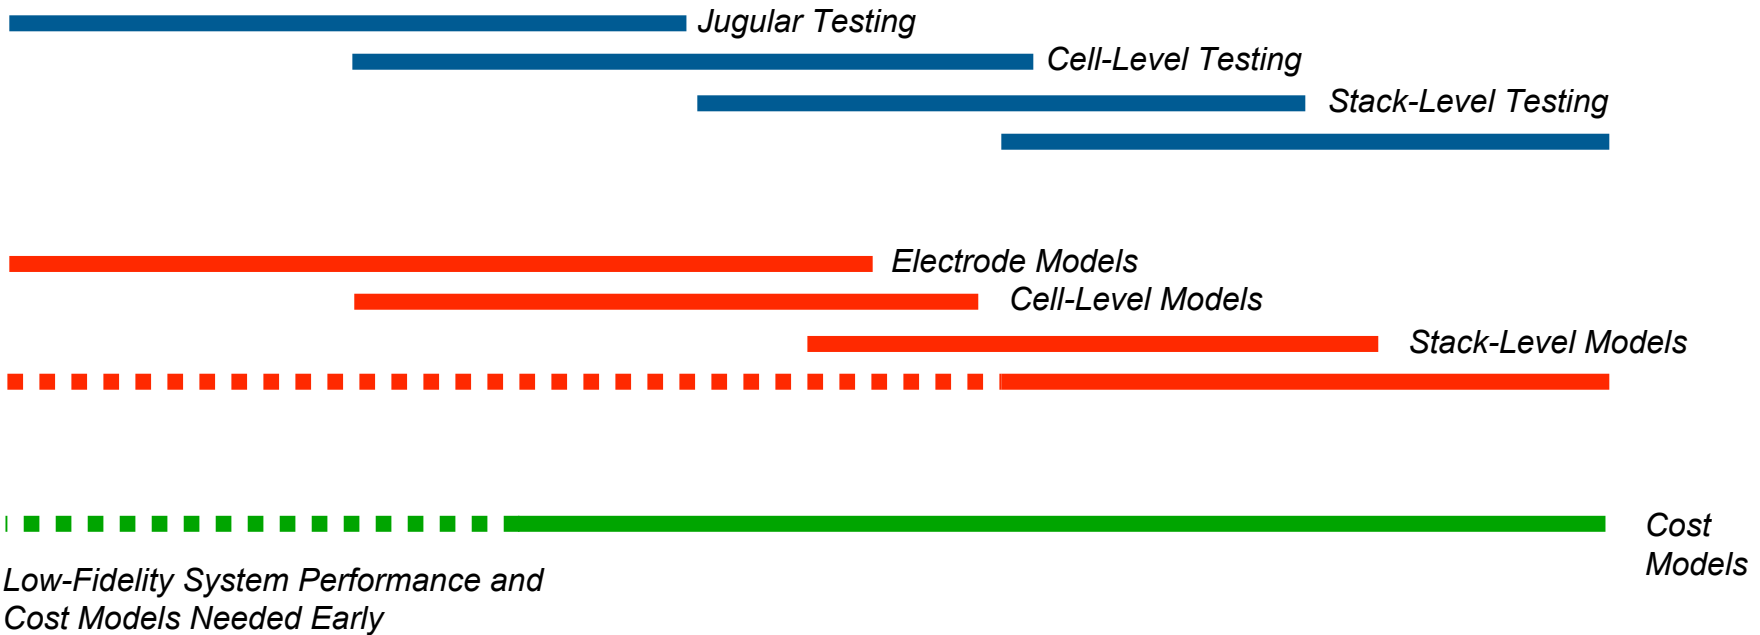 Jugular Testing
Cell-Level Testing
Stack-Level Testing
Electrode Models
Cell-Level Models
Stack-Level Models
Cost
Models
Low-Fidelity System Performance and
Cost Models Needed Early